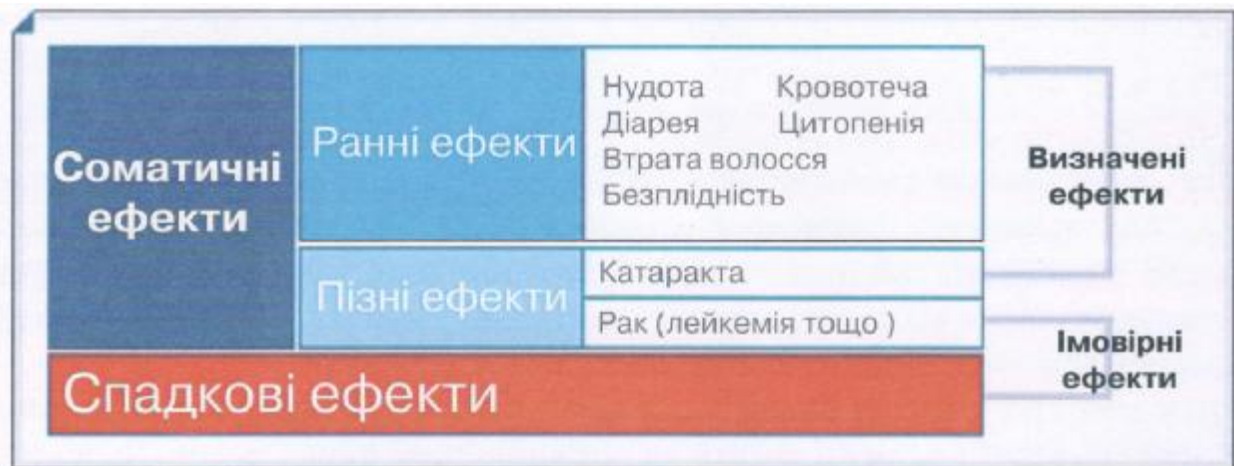 Соматичні
ефекти
Ранні ефекти
Нудота Кровотеча
Діарея Цитопенія
Втрата волосся
Безплідність
Визначені
ефекти
Пізні ефекти
Катаракта
Рак (лейкемія тощо )
Імовірні
ефекти
Спадкові ефекти